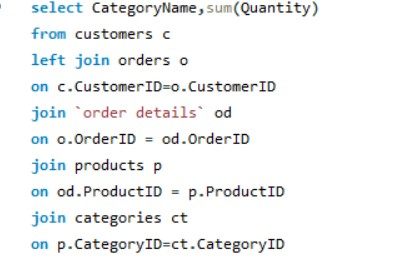 select CategoryName,sum(Quantity)
from customers c
left join orders o
on c.CustomerID=o.CustomerID
join `order details` od
on o.OrderID = od.OrderID
join products p
on od.ProductID = p.ProductID
join categories ct
on p.CategoryID=ct.CategoryID